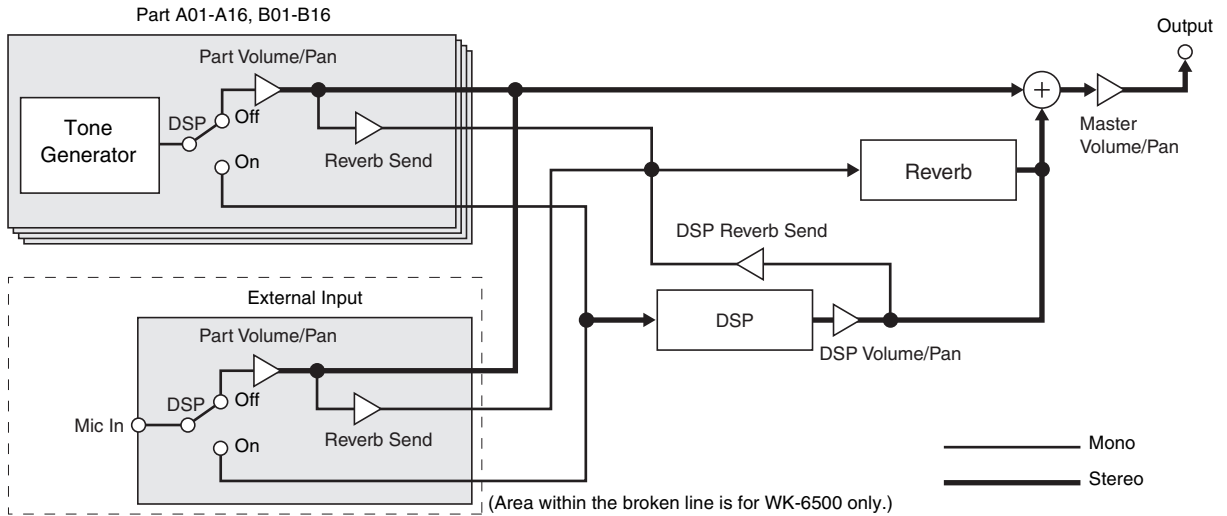 Part A01-A16, B01-B16
Output
Part Volume/Pan
Tone
Generator
DSP
Off
On
Reverb Send
Master
Volume/Pan
Reverb
DSP Reverb Send
External Input
Part Volume/Pan
DSP
DSP Volume/Pan
Mic In
DSP
Off
On
Reverb Send
Mono
Stereo
(Area within the broken line is for WK-6500 only.)